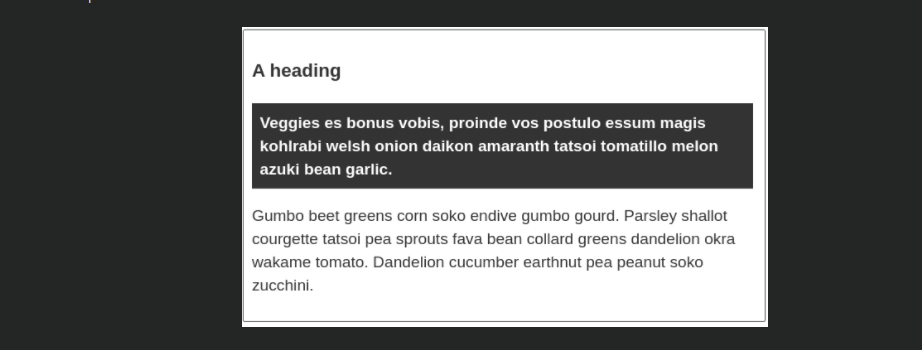 A heading
Veggies es bonus vobis, proinde vos postulo essum magis
kohlrabi welsh onion daikon amaranth tatsoi tomatillo melon
azuki bean garlic.
Gumbo beet greens corn soko endive gumbo gourd. Parsley shallot
courgette tatsoi pea sprouts fava bean collard greens dandelion okra
wakame tomato. Dandelion cucumber earthnut pea peanut soko
zucchini.